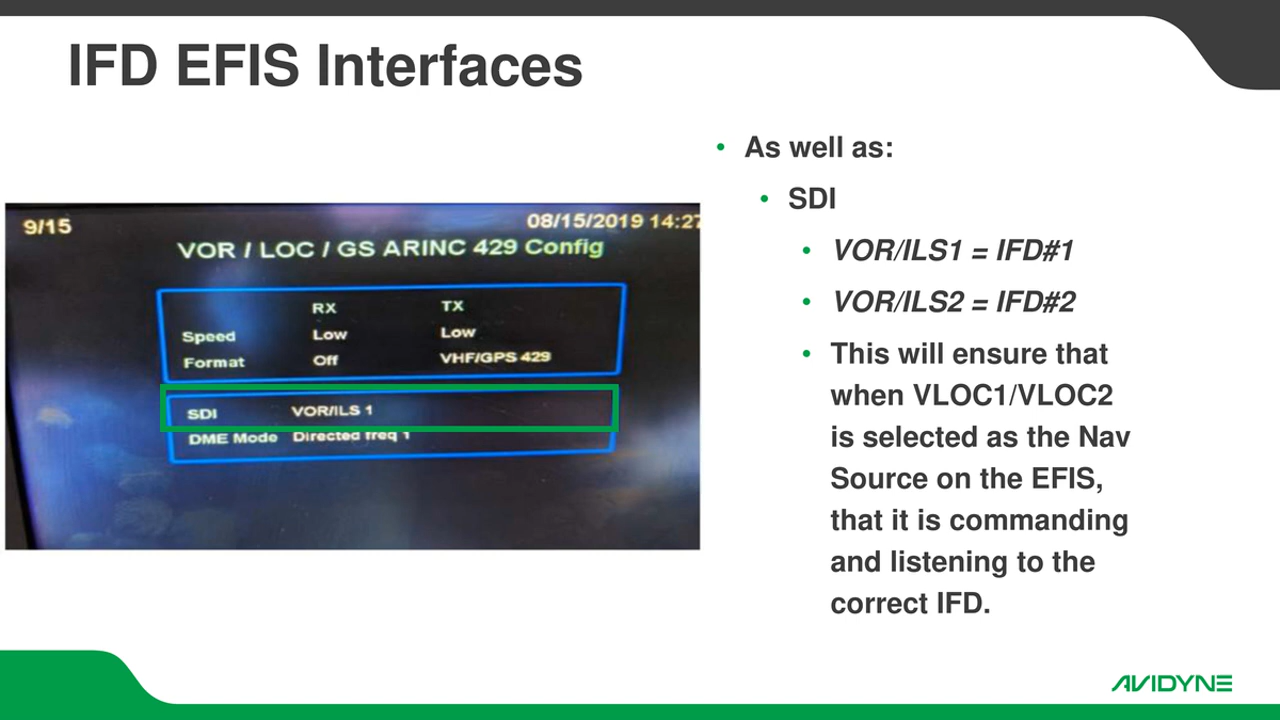 IFD EFIS Interfaces
9/15
08/15/2019 14:27
VOR / LOC / GS ARINC 429 Config
RX TX
Speed Low Low
Format Off VHF/GPS 429
SDI VOR/ILS 1
DME Mode Directed freq 1
• As well as:
• SDI
• VOR/ILS1 = IFD#1
• VOR/ILS2 = IFD#2
• This will ensure that
when VLOC1/VLOC2
is selected as the Nav
Source on the EFIS,
that it is commanding
and listening to the
correct IFD.
AVIDYNE